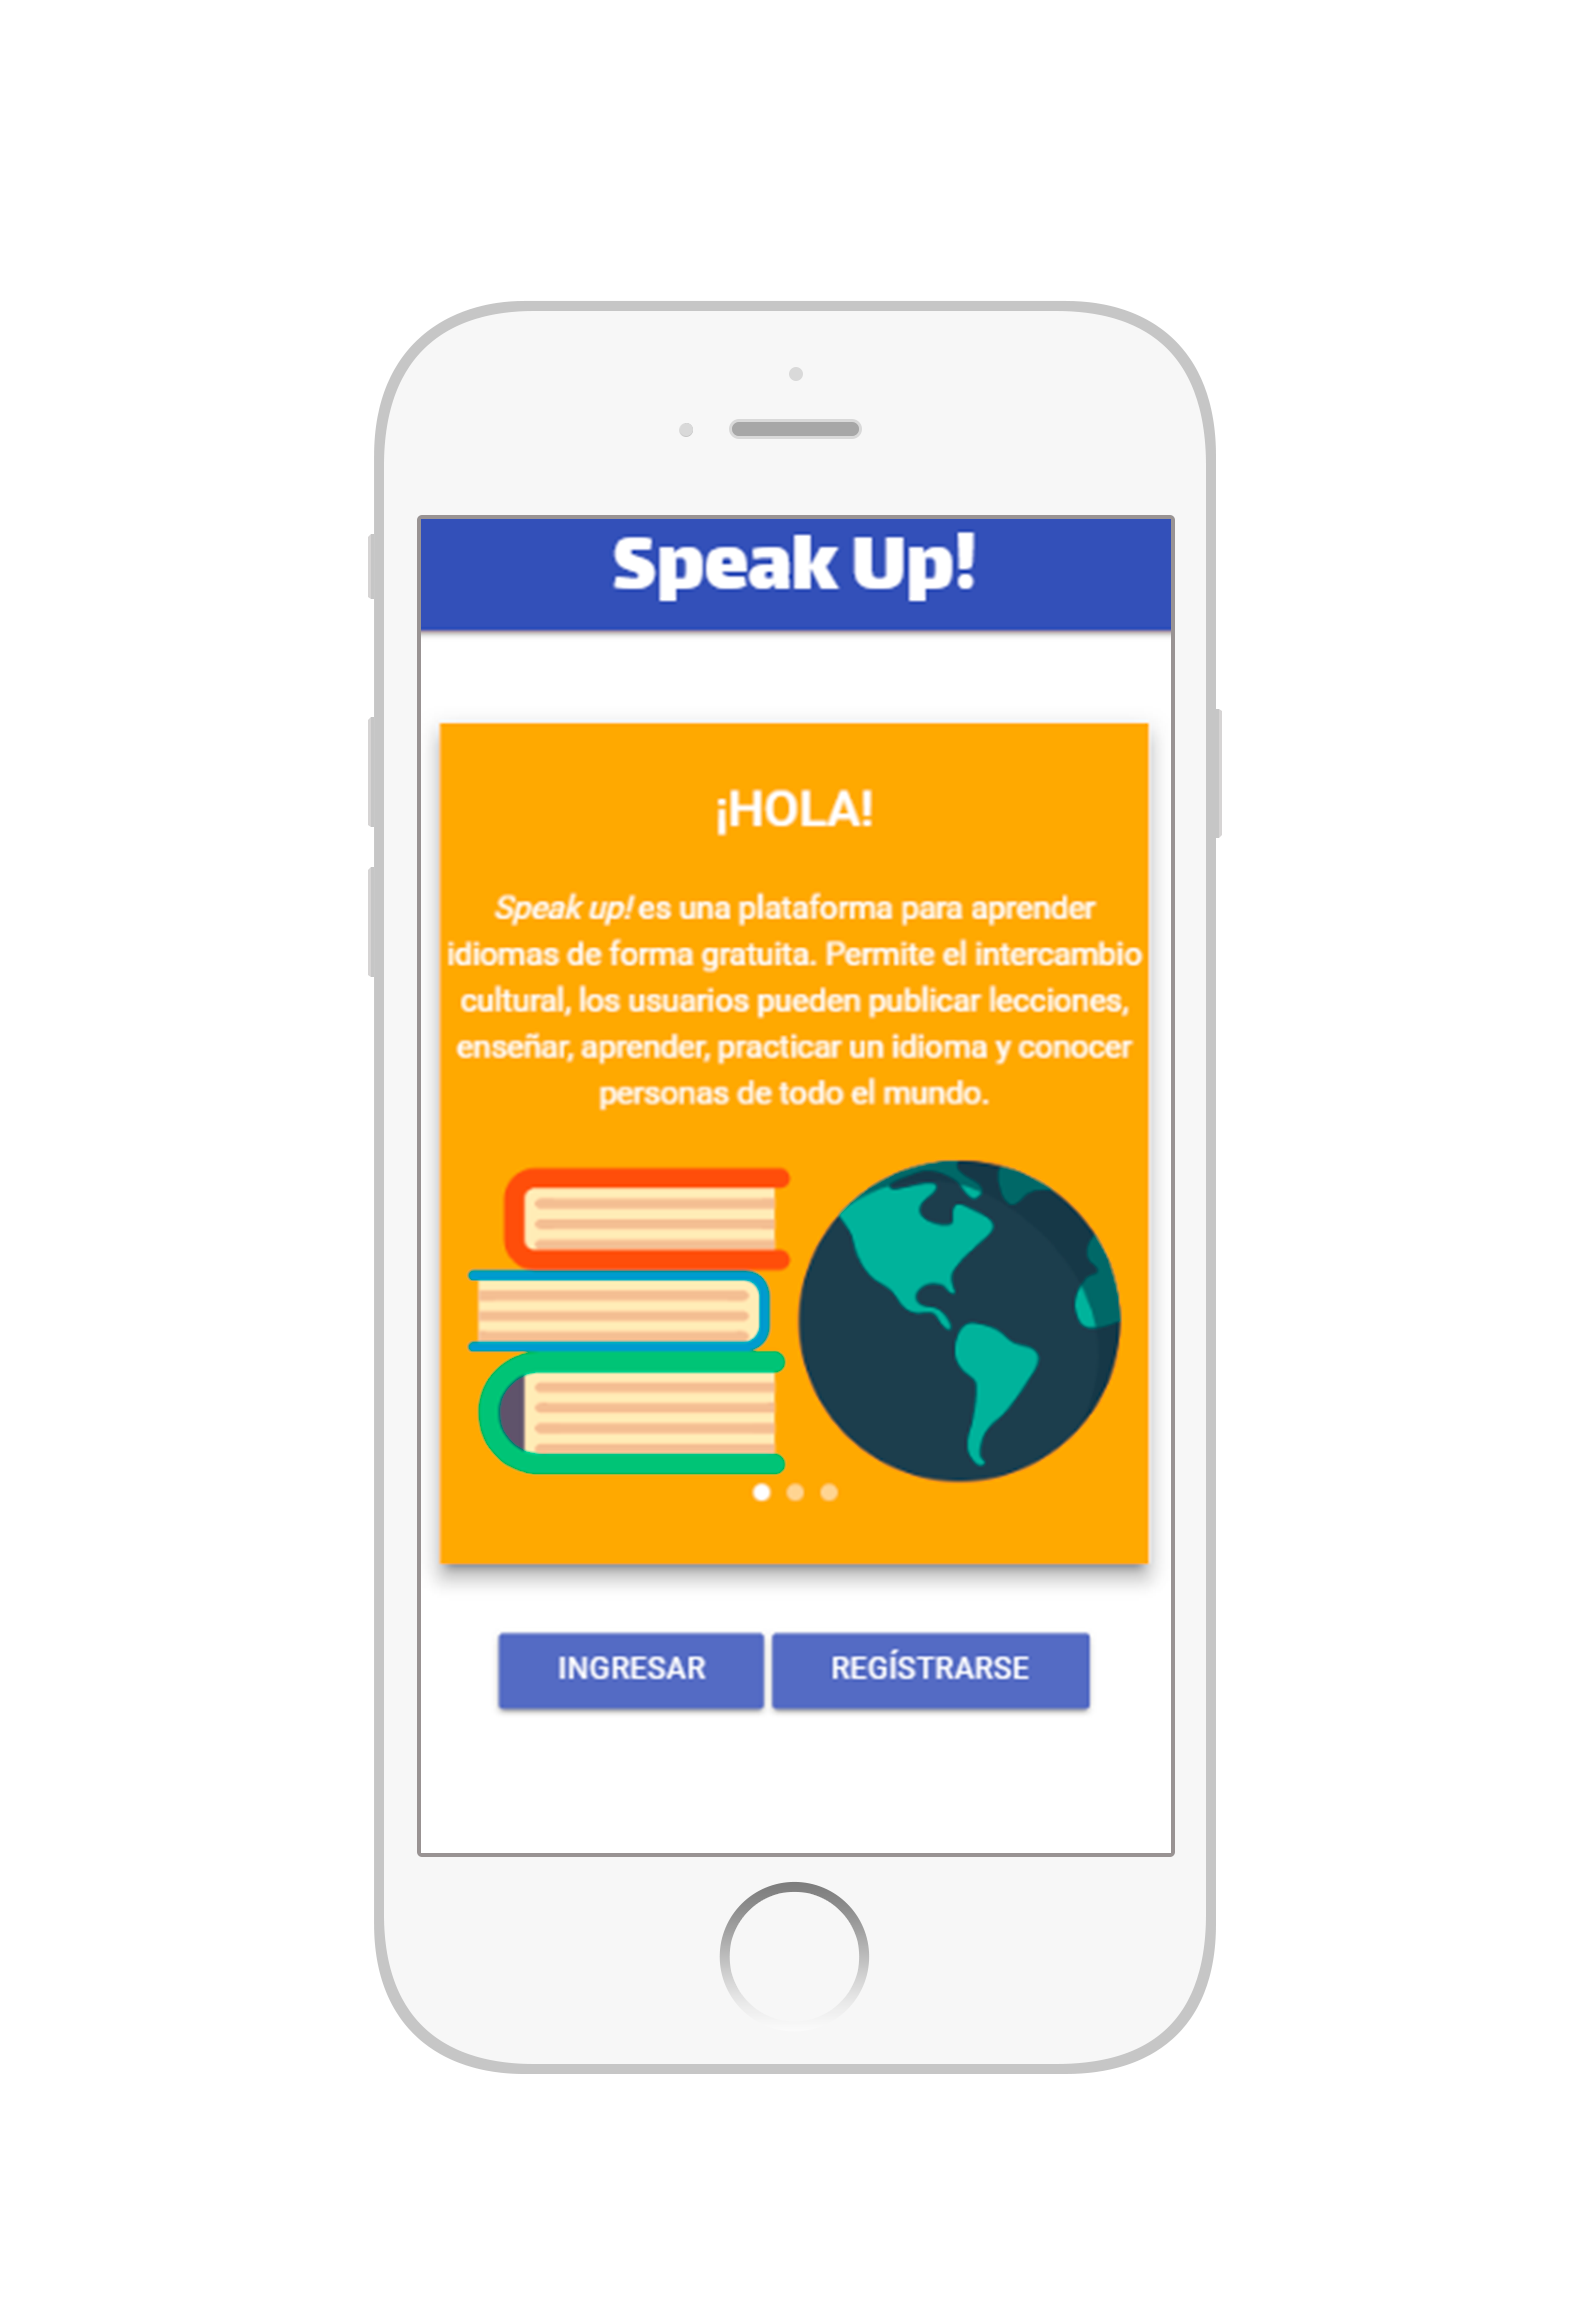 Speak Up!
¡HOLA!
Speak up! es una plataforma para aprender
idiomas de forma gratuita. Permite el intercambio
cultural, los usuarios pueden publicar lecciones,
enseñar, aprender, practicar un idioma y conocer
personas de todo el mundo.
INGRESAR
REGÍSTRARSE